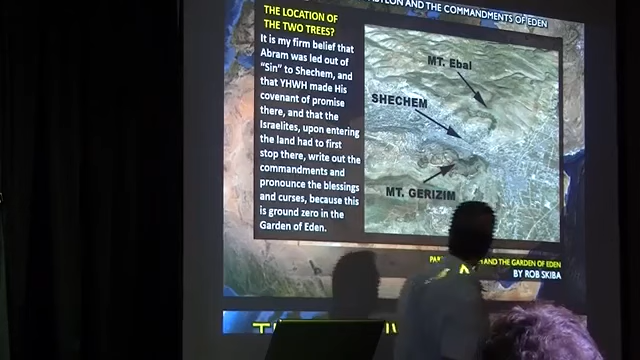 AND THE COMMANDMENTS OF EDEN
THE LOCATION OF
THE TWO TREES?
It is my firm belief that
Abram was led out of
"Sin" to Shechem, and
that YHWH made His
covenant of promise
there, and that the
Israelites, upon entering
the land had to first
stop there, write out the
commandments and
pronounce the blessings
and curses, because this
is ground zero in the
Garden of Eden.
MT. Ebal
SHECHEM
MT. GERIZIM
AND THE GARDEN OF EDEN
BY ROB SKIBA